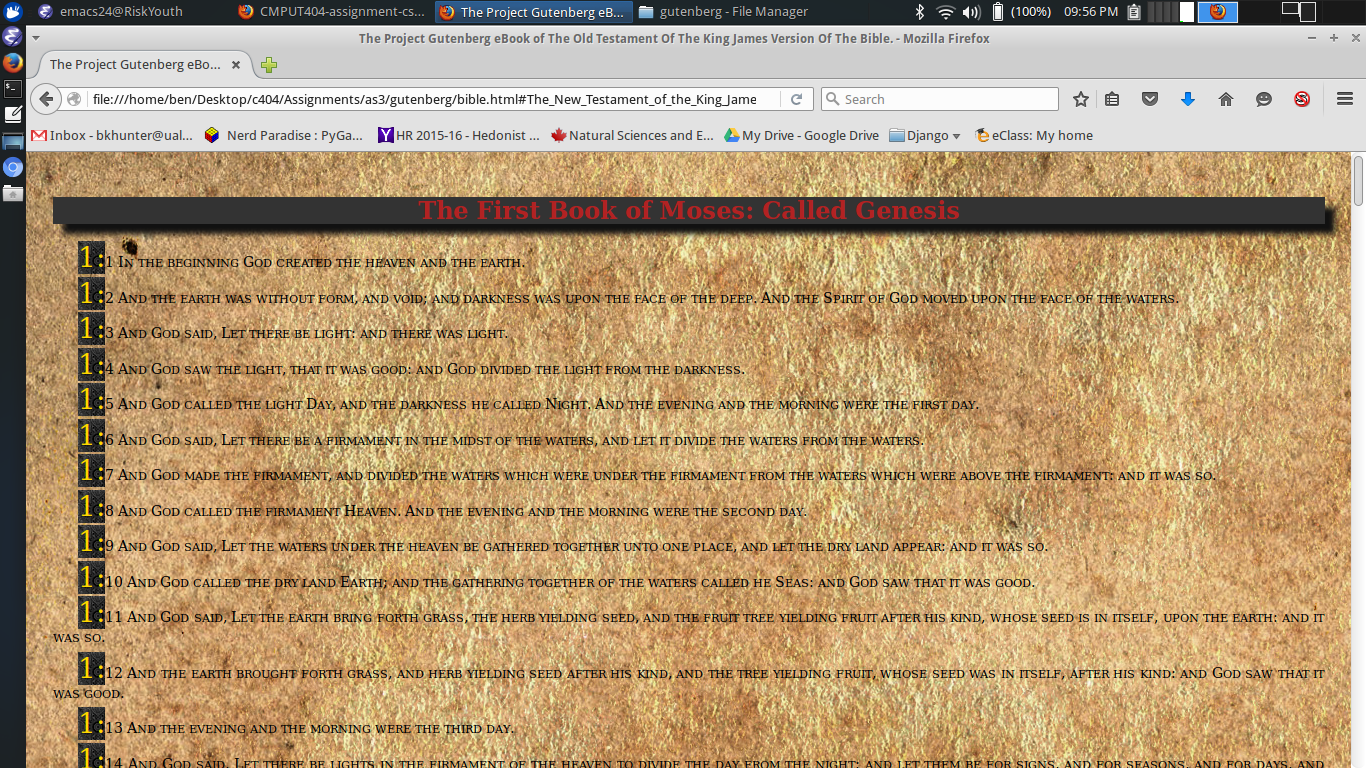 emacs24@RiskYouth CMPUT404-assignment-cs... The Project Gutenberg eB... gutenberg - File Manager (100%) 09:56 PM
The Project Gutenberg eBook of The Old Testament Of The King James Version Of The Bible. - Mozilla Firefox
The Project Gutenberg eBo...
file:///home/ben/Desktop/c404/Assignments/as3/gutenberg/bible.html#The_New_Testament_of_the_King_Jame Search
Inbox - bkhunter@ual... Nerd Paradise : PyGa... HR 2015-16 - Hedonist ... Natural Sciences and E... My Drive - Google Drive Django eClass: My home
The First Book of Moses: Called Genesis
1:1 In the beginning God created the heaven and the earth.
1:2 And the earth was without form, and void; and darkness was upon the face of the deep. And the Spirit of God moved upon the face of the waters.
1:3 And God said, Let there be light: and there was light.
1:4 And God saw the light, that it was good: and God divided the light from the darkness.
1:5 And God called the light Day, and the darkness he called Night. And the evening and the morning were the first day.
1:6 And God said, Let there be a firmament in the midst of the waters, and let it divide the waters from the waters.
1:7 And God made the firmament, and divided the waters which were under the firmament from the waters which were above the firmament: and it was so.
1:8 And God called the firmament Heaven. And the evening and the morning were the second day.
1:9 And God said, Let the waters under the heaven be gathered together unto one place, and let the dry land appear: and it was so.
1:10 And God called the dry land Earth; and the gathering together of the waters called he Seas: and God saw that it was good.
1:11 And God said, Let the earth bring forth grass, the herb yielding seed, and the fruit tree yielding fruit after his kind, whose seed is in itself, upon the earth: and it
was so.
1:12 And the earth brought forth grass, and herb yielding seed after his kind, and the tree yielding fruit, whose seed was in itself, after his kind: and God saw that it
was good.
1:13 And the evening and the morning were the third day.
1:14 And God said, Let there be lights in the firmament of the heaven to divide the day from the night; and let them be for signs, and for seasons, and for days, and